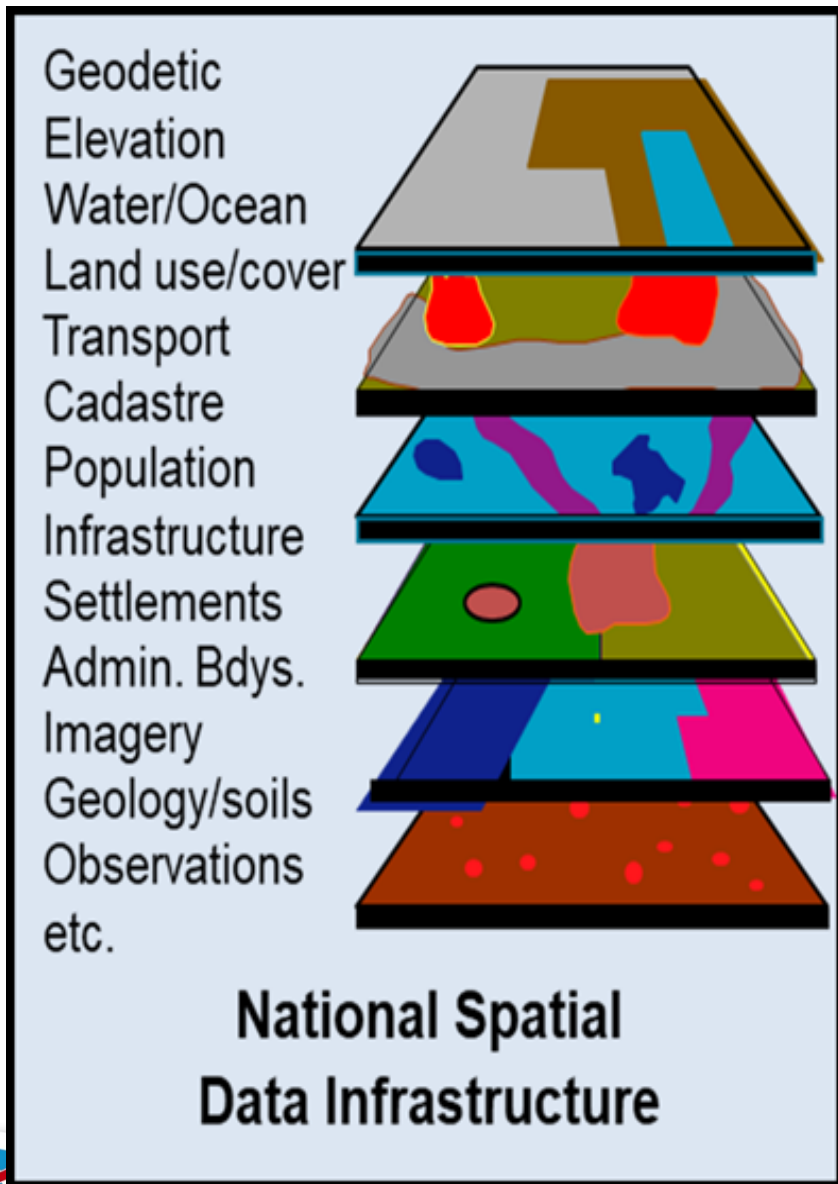 Geodetic
Elevation
Water/Ocean
Land use/cover
Transport
Cadastre
Population
Infrastructure
Settlements
Admin. Bdys.
Imagery
Geology/soils
Observations
etc.
National Spatial
Data Infrastructure